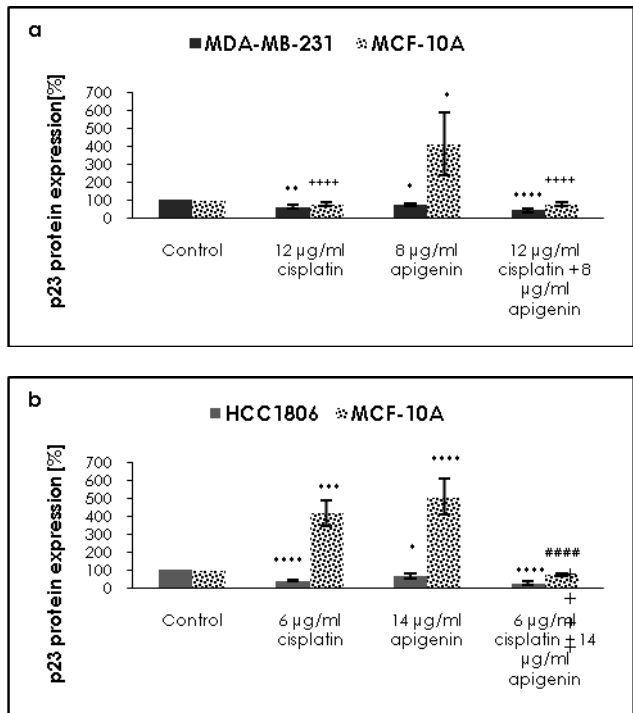 a
MDA-MB-231 MCF-10A
p23 protein expression[%]
700
600
500
400
300
200
100
0
** ++++ * * **** ++++
Control
12 µg/ml cisplatin
8 µg/ml apigenin
12 µg/ml cisplatin +8 µg/ml apigenin
b
HCC1806 MCF-10A
p23 protein expression [%]
700
600
500
400
300
200
100
0
**** *** * **** **** ####
++++
Control
6 µg/ml cisplatin
14 µg/ml apigenin
6 µg/ml cisplatin + 14 µg/ml apigenin